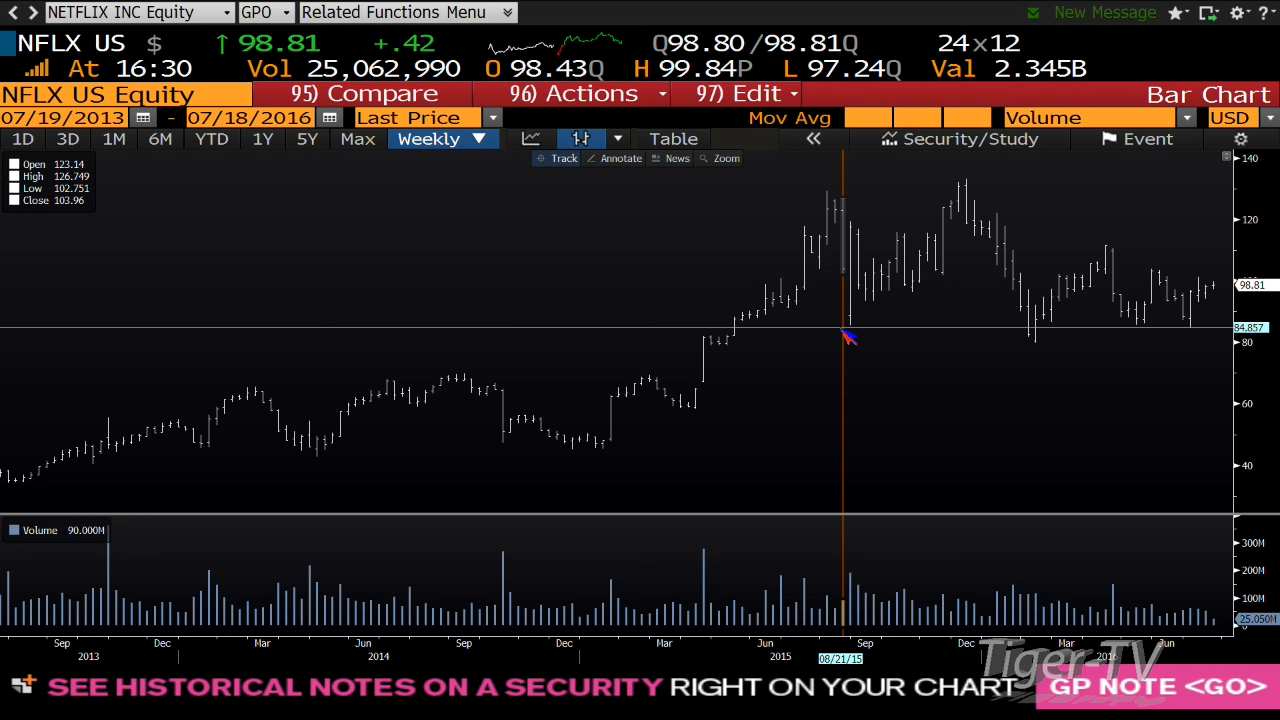 NETFLIX INC Equity GPO Related Functions Menu New Message ?
NFLX US $ ↑ 98.81 +.42 Q98.80 /98.81Q 24x12
At 16:30 Vol 25,062,990 O 98.43Q H 99.84P L 97.24Q Val 2.345B
NFLX US Equity 95) Compare 96) Actions 97) Edit Bar Chart
07/19/2013 - 07/18/2016 Last Price Mov Avg Volume USD
1D 3D 1M 6M YTD 1Y 5Y Max Weekly ▼ Table « Security/Study Event
Track Annotate News Zoom
Open 123.14
High 126.749
Low 102.751
Close 103.96
140
120
98.81
84.857
80
60
40
Volume 90.000M
300M
200M
100M
25.050M
Sep Dec Mar Jun Sep Dec Mar Jun Sep Dec Mar Jun
2013 2014 2015 08/21/15 2016
Tiger-TV
SEE HISTORICAL NOTES ON A SECURITY RIGHT ON YOUR CHART GP NOTE <GO>